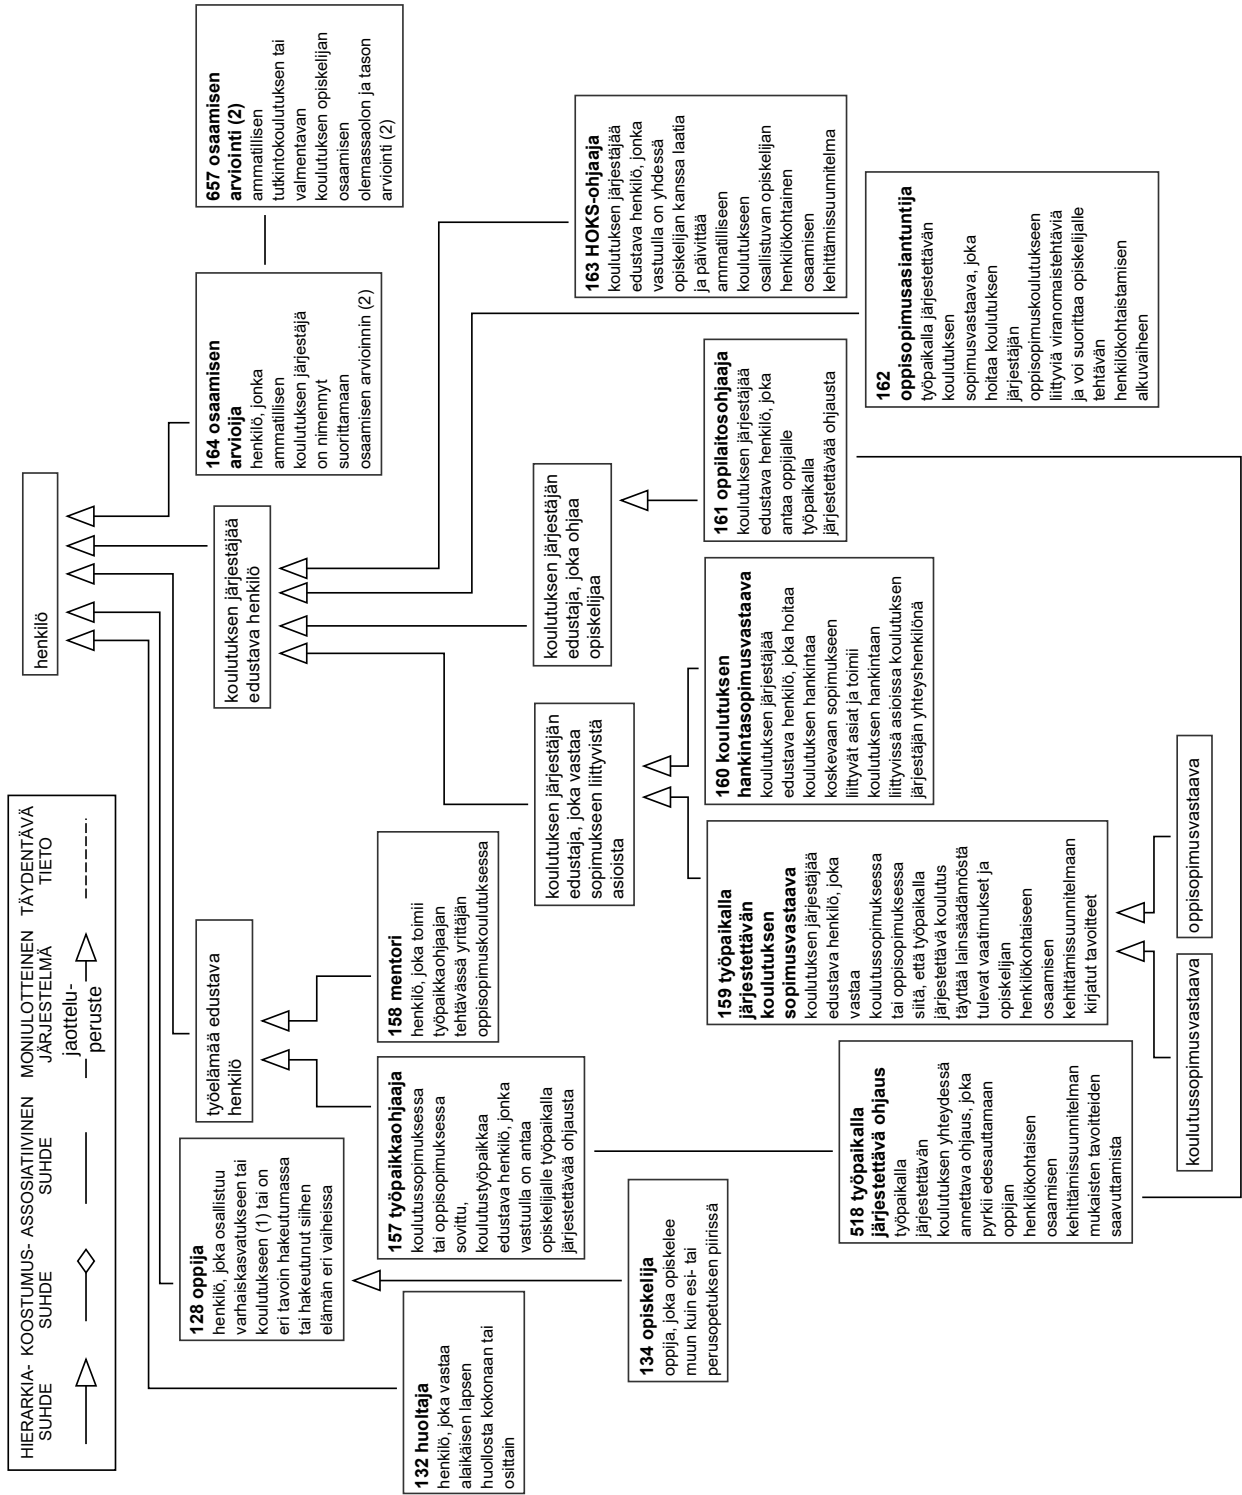 HIERARKIA-
SUHDE
KOOSTUMUS-
SUHDE
ASSOSIATIIVINEN
SUHDE
MONIULOTTEINEN
JÄRJESTELMÄ
jaottelu-
peruste
TÄYDENTÄVÄ
TIETO
henkilö
132 huoltaja
henkilö, joka vastaa
alaikäisen lapsen
huollosta kokonaan tai
osittain
128 oppija
henkilö, joka osallistuu
varhaiskasvatukseen tai
koulutukseen (1) tai on
eri tavoin hakeutumassa
tai hakeutunut siihen
elämän eri vaiheissa
134 opiskelija
oppija, joka opiskelee
muun kuin esi- tai
perusopetuksen piirissä
työelämää edustava
henkilö
157 työpaikkaohjaaja
koulutussopimuksessa
tai oppisopimuksessa
sovittu,
koulutustyöpaikkaa
edustava henkilö, jonka
vastuulla on antaa
opiskelijalle työpaikalla
järjestettävää ohjausta
158 mentori
henkilö, joka toimii
työpaikkaohjaajan
tehtävässä yrittäjän
oppisopimuskoulutuksessa
518 työpaikalla
järjestettävä ohjaus
työpaikalla
järjestettävän
koulutuksen yhteydessä
annettava ohjaus, joka
pyrkii edesauttamaan
oppijan
henkilökohtaisen
osaamisen
kehittämissuunnitelman
mukaisten tavoitteiden
saavuttamista
koulutuksen järjestäjää
edustava henkilö
koulutuksen järjestäjän
edustaja, joka vastaa
sopimukseen liittyvistä
asioista
159 työpaikalla
järjestettävän
koulutuksen
sopimusvastaava
koulutuksen järjestäjää
edustava henkilö, joka
vastaa
koulutussopimuksessa
tai oppisopimuksessa
siitä, että työpaikalla
järjestettävä koulutus
täyttää lainsäädännöstä
tulevat vaatimukset ja
opiskelijan
henkilökohtaiseen
osaamisen
kehittämissuunnitelmaan
kirjatut tavoitteet
koulutussopimusvastaava
oppisopimusvastaava
160 koulutuksen
hankintasopimusvastaava
koulutuksen järjestäjää
edustava henkilö, joka hoitaa
koulutuksen hankintaa
koskevaan sopimukseen
liittyvät asiat ja toimii
koulutuksen hankintaan
liittyvissä asioissa koulutuksen
järjestäjän yhteyshenkilönä
koulutuksen järjestäjän
edustaja, joka ohjaa
opiskelijaa
161 oppilaitosohjaaja
koulutuksen järjestäjää
edustava henkilö, joka
antaa oppijalle
työpaikalla
järjestettävää ohjausta
162
oppisopimusasiantuntija
työpaikalla järjestettävän
koulutuksen
sopimusvastaava, joka
hoitaa koulutuksen
järjestäjän
oppisopimuskoulutukseen
liittyviä viranomaistehtäviä
ja voi suorittaa opiskelijalle
tehtävän
henkilökohtaistamisen
alkuvaiheen
163 HOKS-ohjaaja
koulutuksen järjestäjää
edustava henkilö, jonka
vastuulla on yhdessä
opiskelijan kanssa laatia
ja päivittää
ammatilliseen
koulutukseen
osallistuvan opiskelijan
henkilökohtainen
osaamisen
kehittämissuunnitelma
164 osaamisen
arvioija
henkilö, jonka
ammatillisen
koulutuksen järjestäjä
on nimennyt
suorittamaan
osaamisen arvioinnin (2)
657 osaamisen
arviointi (2)
ammatillisen
tutkintokoulutuksen tai
valmentavan
koulutuksen opiskelijan
osaamisen
olemassaolon ja tason
arviointi (2)